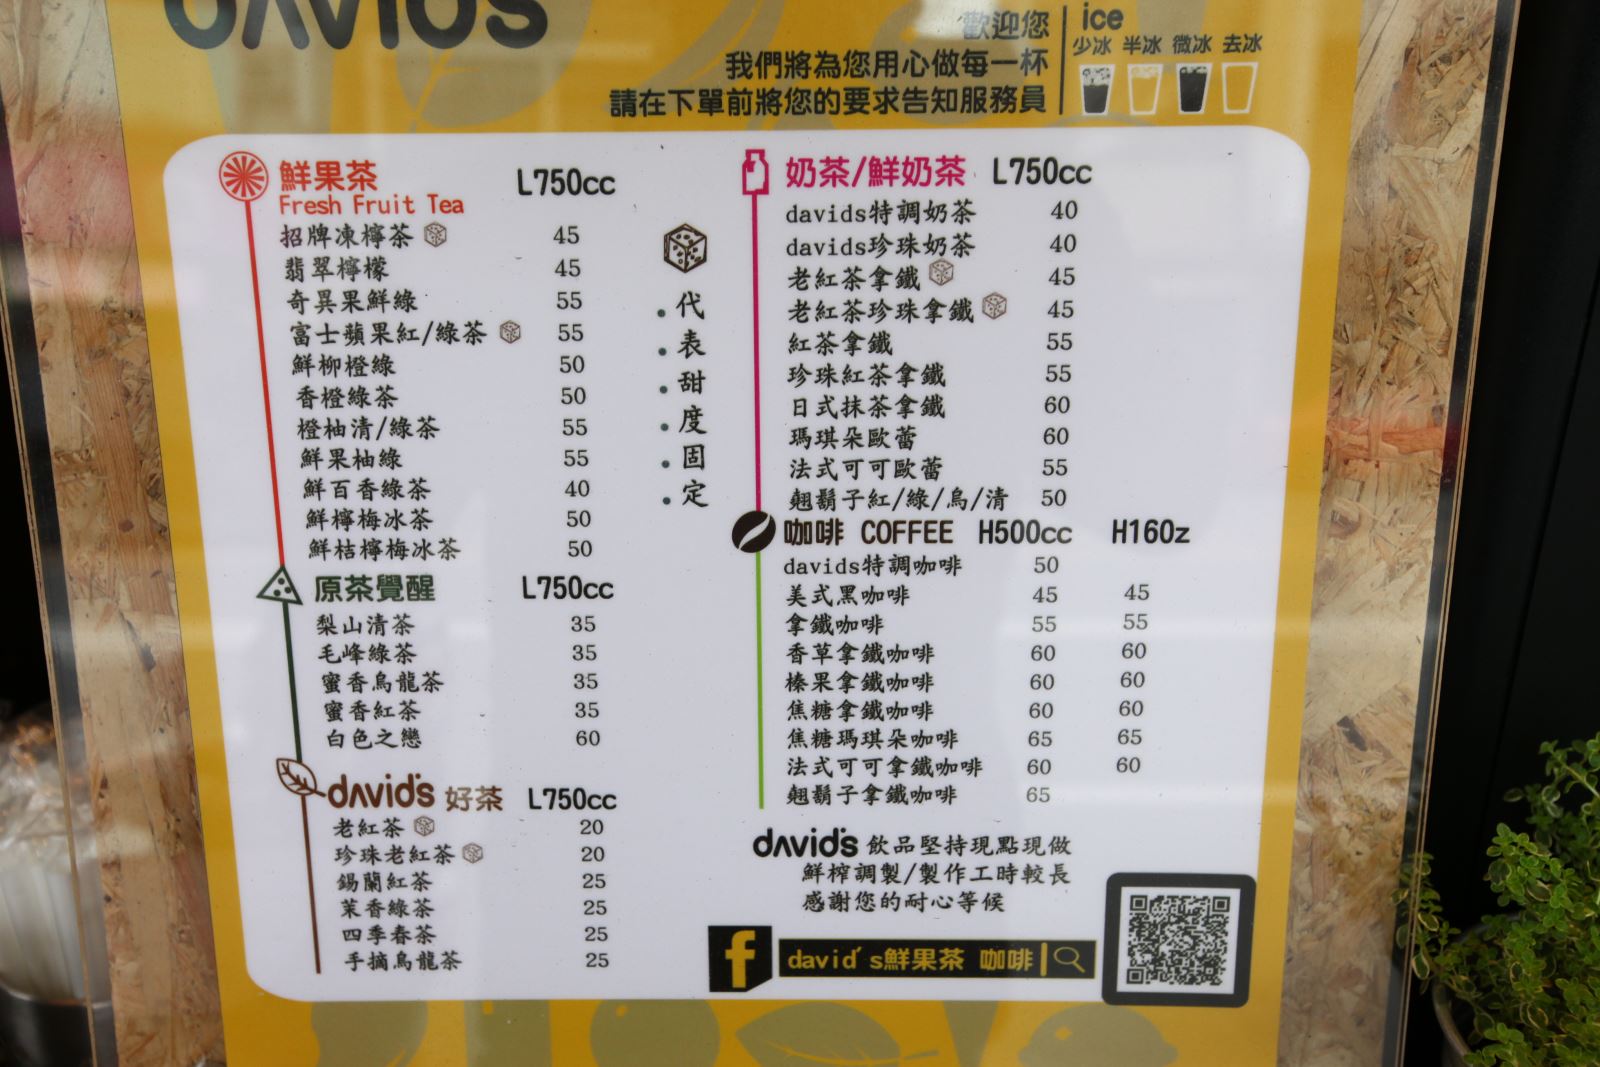 davids
歡迎您
我們將為您用心做每一杯
請在下單前將您的要求告知服務員
ice
少冰 半冰 微冰 去冰
鮮果茶 L750cc
Fresh Fruit Tea
招牌凍檸茶 45
翡翠檸檬 45
奇異果鮮綠 55
富士蘋果紅/綠茶 55
鮮柳橙綠 50
香橙綠茶 50
橙柚清/綠茶 55
鮮果柚綠 55
鮮百香綠茶 40
鮮檸梅冰茶 50
鮮桔檸梅冰茶 50
．代
．表
．甜
．度
．固
．定
原茶覺醒 L750cc
梨山清茶 35
毛峰綠茶 35
蜜香烏龍茶 35
蜜香紅茶 35
白色之戀 60
david's 好茶 L750cc
老紅茶 20
珍珠老紅茶 20
錫蘭紅茶 25
茉香綠茶 25
四季春茶 25
手摘烏龍茶 25
奶茶/鮮奶茶 L750cc
davids特調奶茶 40
davids珍珠奶茶 40
老紅茶拿鐵 45
老紅茶珍珠拿鐵 45
紅茶拿鐵 55
珍珠紅茶拿鐵 55
日式抹茶拿鐵 60
瑪琪朵歐蕾 60
法式可可歐蕾 55
翹鬍子紅/綠/烏/清 50
咖啡 COFFEE H500cc H160z
davids特調咖啡 50
美式黑咖啡 45 45
拿鐵咖啡 55 55
香草拿鐵咖啡 60 60
榛果拿鐵咖啡 60 60
焦糖拿鐵咖啡 60 60
焦糖瑪琪朵咖啡 65 65
法式可可拿鐵咖啡 60 60
翹鬍子拿鐵咖啡 65
david's 飲品堅持現點現做
鮮榨調製/製作工時較長
感謝您的耐心等候
f david's鮮果茶 咖啡